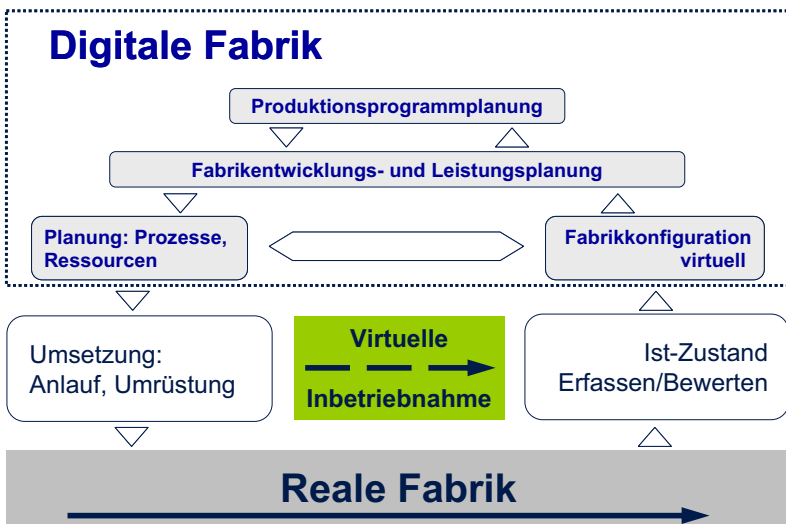 Digitale Fabrik
Produktionsprogrammplanung
Fabrikentwicklungs- und Leistungsplanung
Planung: Prozesse,
Ressourcen
Fabrikkonfiguration
virtuell
Umsetzung:
Anlauf, Umrüstung
Virtuelle
Inbetriebnahme
Ist-Zustand
Erfassen/Bewerten
Reale Fabrik